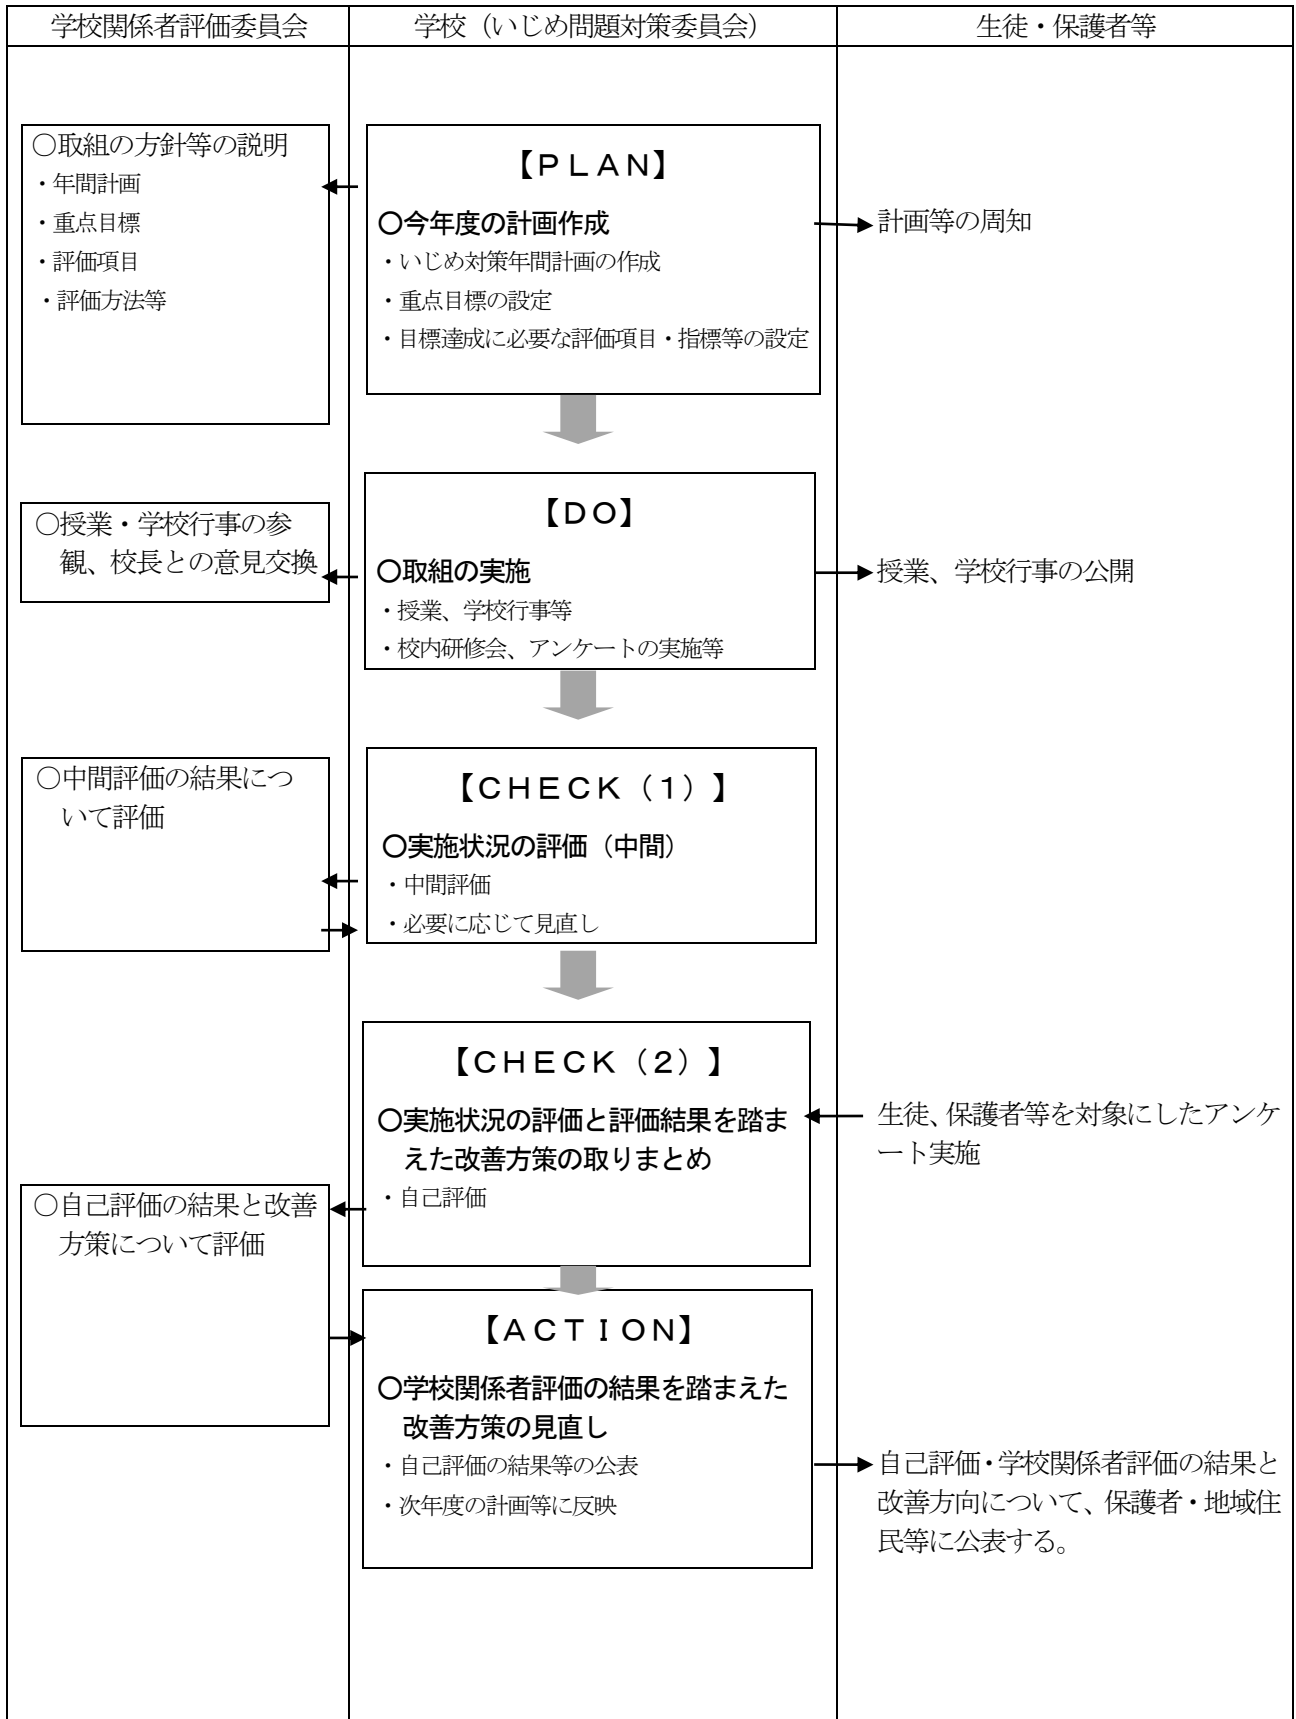 学校関係者評価委員会
学校（いじめ問題対策委員会）
生徒・保護者等
○取組の方針等の説明
・年間計画
・重点目標
・評価項目
・評価方法等
【ＰＬＡＮ】
○今年度の計画作成
・いじめ対策年間計画の作成
・重点目標の設定
・目標達成に必要な評価項目・指標等の設定
計画等の周知
○授業・学校行事の参
観、校長との意見交換
【ＤＯ】
○取組の実施
・授業、学校行事等
・校内研修会、アンケートの実施等
授業、学校行事の公開
○中間評価の結果につ
いて評価
【ＣＨＥＣＫ（１）】
○実施状況の評価（中間）
・中間評価
・必要に応じて見直し
【ＣＨＥＣＫ（２）】
○実施状況の評価と評価結果を踏ま
えた改善方策の取りまとめ
・自己評価
生徒、保護者等を対象にしたアンケ
ート実施
○自己評価の結果と改善
方策について評価
【ＡＣＴＩＯＮ】
○学校関係者評価の結果を踏まえた
改善方策の見直し
・自己評価の結果等の公表
・次年度の計画等に反映
自己評価・学校関係者評価の結果と
改善方向について、保護者・地域住
民等に公表する。